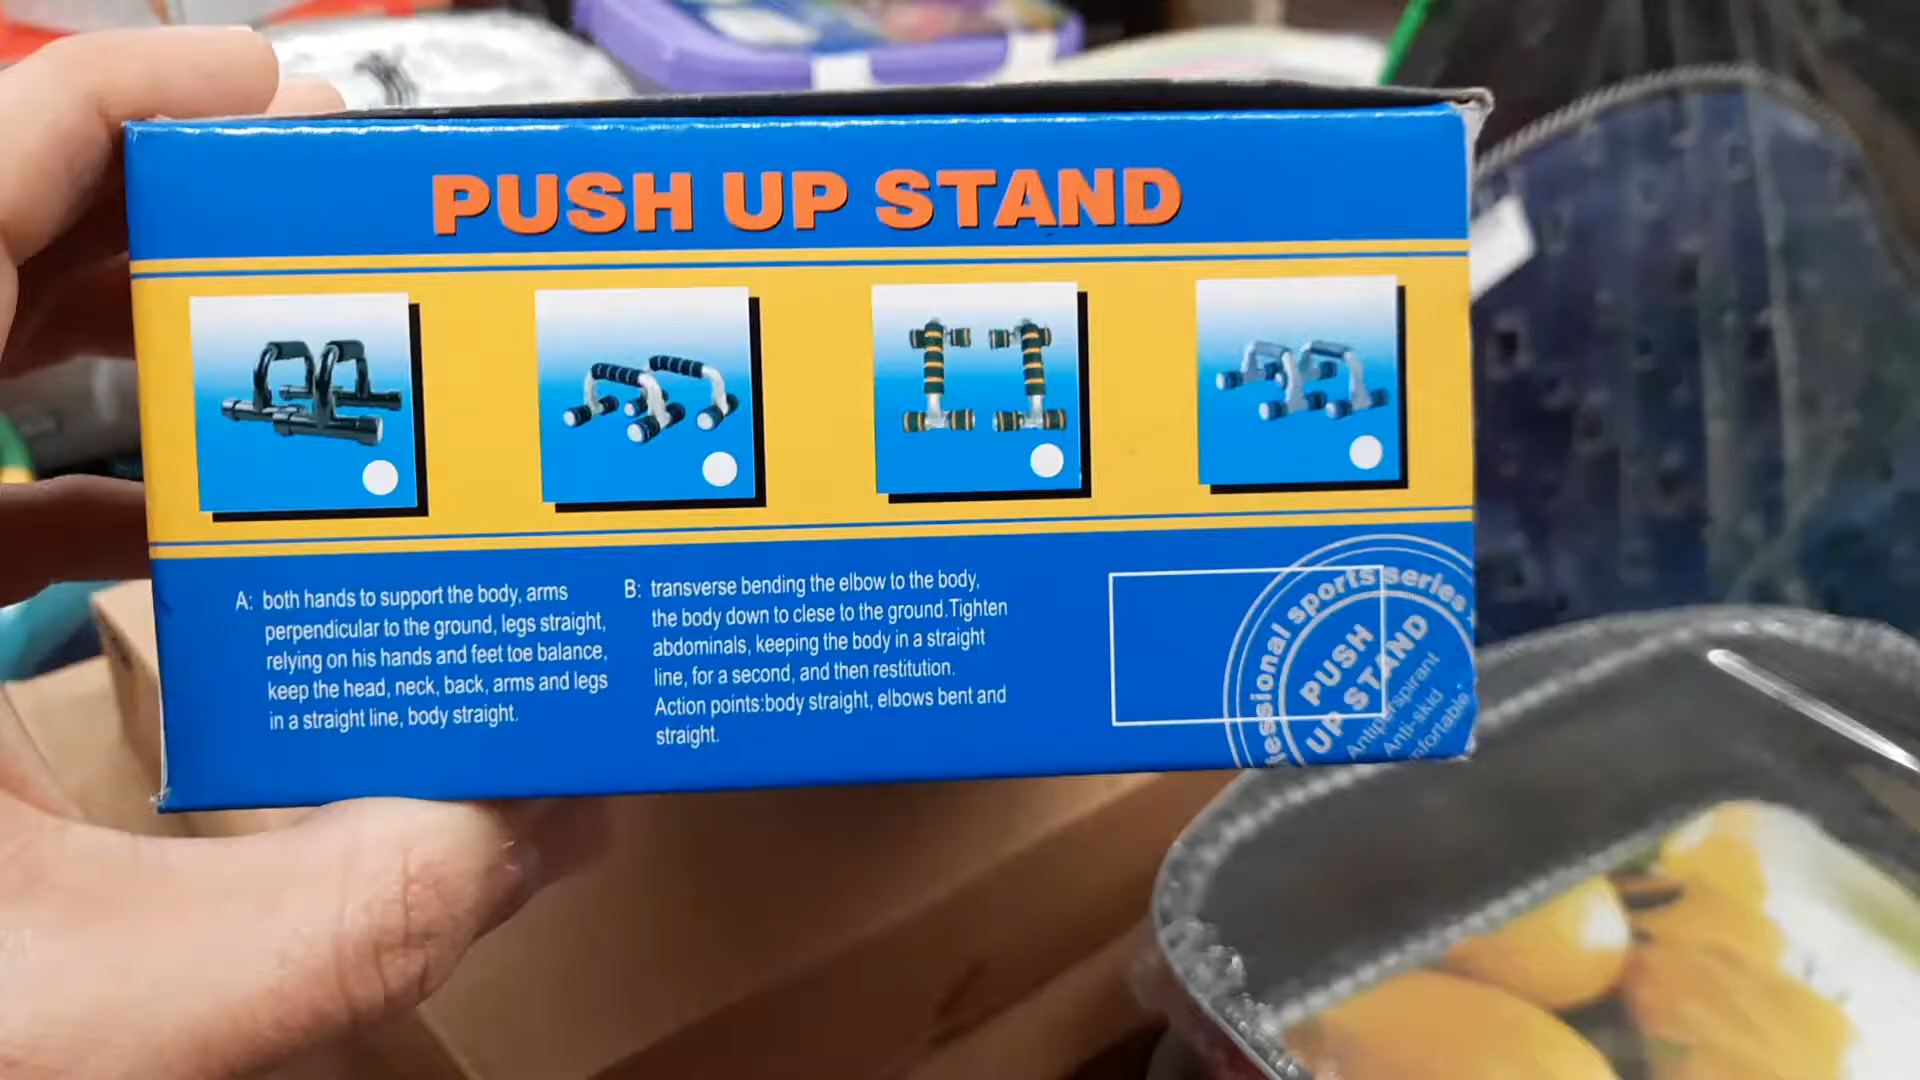 PUSH UP STAND
A: both hands to support the body, arms
perpendicular to the ground, legs straight,
relying on his hands and feet toe balance,
keep the head, neck, back, arms and legs
in a straight line, body straight.
B: transverse bending the elbow to the body,
the body down to clese to the ground.Tighten
abdominals, keeping the body in a straight
line, for a second, and then restitution.
Action points:body straight, elbows bent and
straight.
essional sports series
PUSH
UP STAND
Antiperspirant
Anti-skid
mfortable